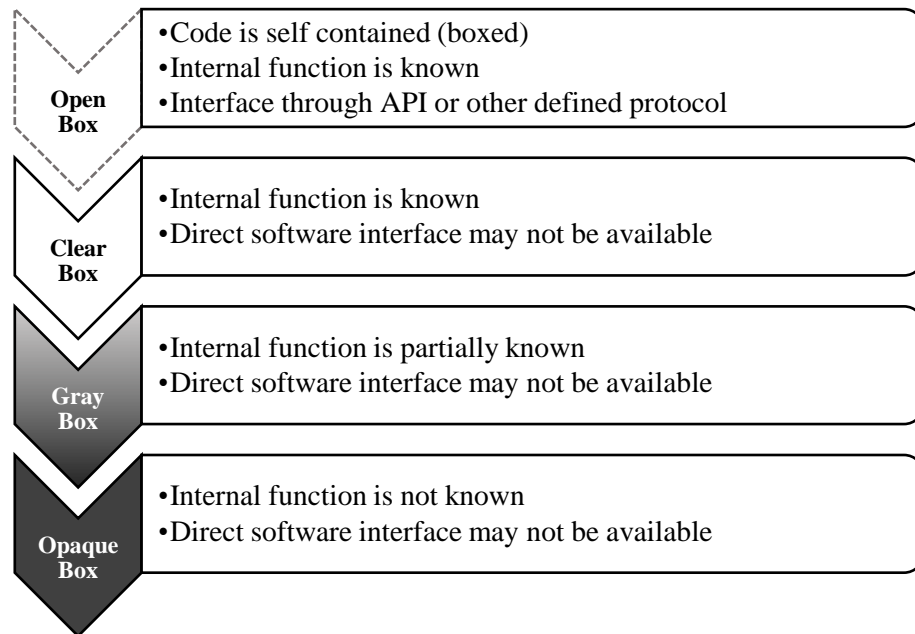 Open
Box
•Code is self contained (boxed)
•Internal function is known
•Interface through API or other defined protocol
Clear
Box
•Internal function is known
•Direct software interface may not be available
Gray
Box
•Internal function is partially known
•Direct software interface may not be available
Opaque
Box
•Internal function is not known
•Direct software interface may not be available